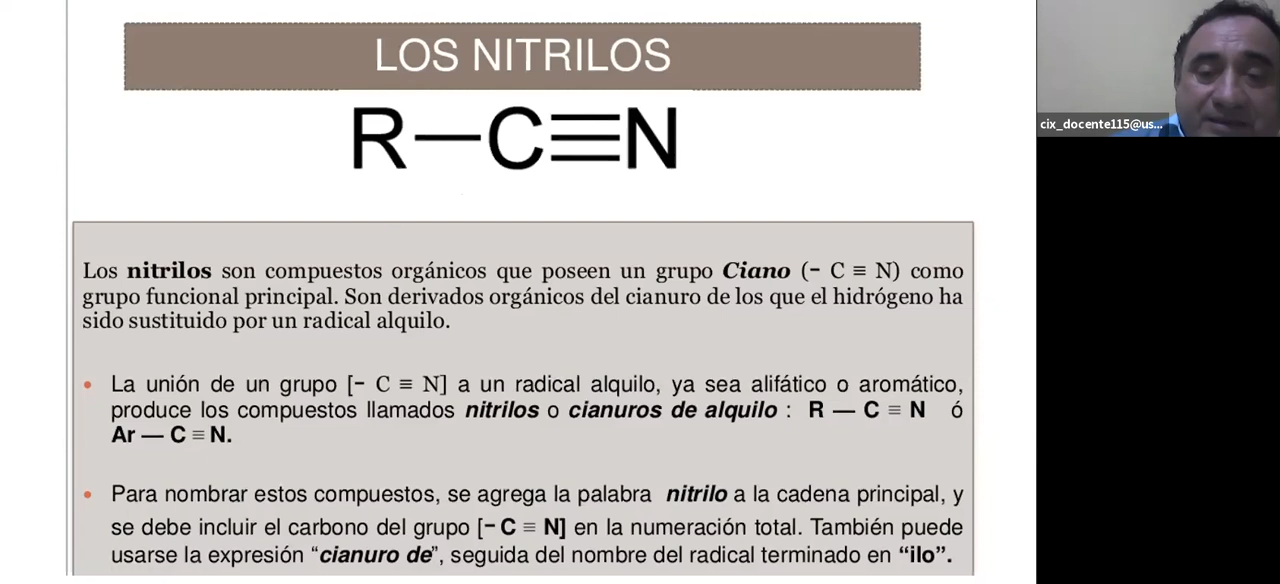 LOS NITRILOS
R—C≡N
cix_docente115@us...
Los nitrilos son compuestos orgánicos que poseen un grupo Ciano (- C ≡ N) como
grupo funcional principal. Son derivados orgánicos del cianuro de los que el hidrógeno ha
sido sustituido por un radical alquilo.
• La unión de un grupo [- C ≡ N] a un radical alquilo, ya sea alifático o aromático,
produce los compuestos llamados nitrilos o cianuros de alquilo : R — C ≡ N ó
Ar — C ≡ N.
• Para nombrar estos compuestos, se agrega la palabra nitrilo a la cadena principal, y
se debe incluir el carbono del grupo [- C ≡ N] en la numeración total. También puede
usarse la expresión “cianuro de”, seguida del nombre del radical terminado en “ilo”.